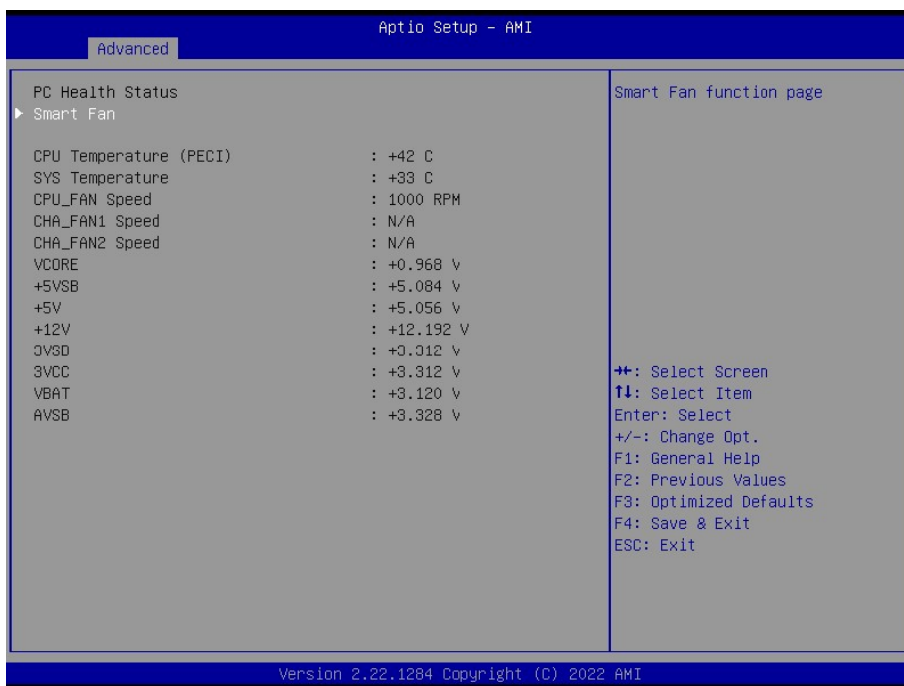 Aptio Setup – AMI
Advanced
PC Health Status
Smart Fan
CPU Temperature (PECI) : +42 C
SYS Temperature : +33 C
CPU_FAN Speed : 1000 RPM
CHA_FAN1 Speed : N/A
CHA_FAN2 Speed : N/A
VCORE : +0.968 V
+5VSB : +5.084 V
+5V : +5.056 V
+12V : +12.192 V
: V
3VCC : +3.312 V
VBAT : +3.120 V
AVSB : +3.328 V
Smart Fan function page
→←: Select Screen
↑↓: Select Item
Enter: Select
+/-: Change Opt.
F1: General Help
F2: Previous Values
F3: Optimized Defaults
F4: Save & Exit
ESC: Exit
Version 2.22.1284 Copyright (C) 2022 AMI